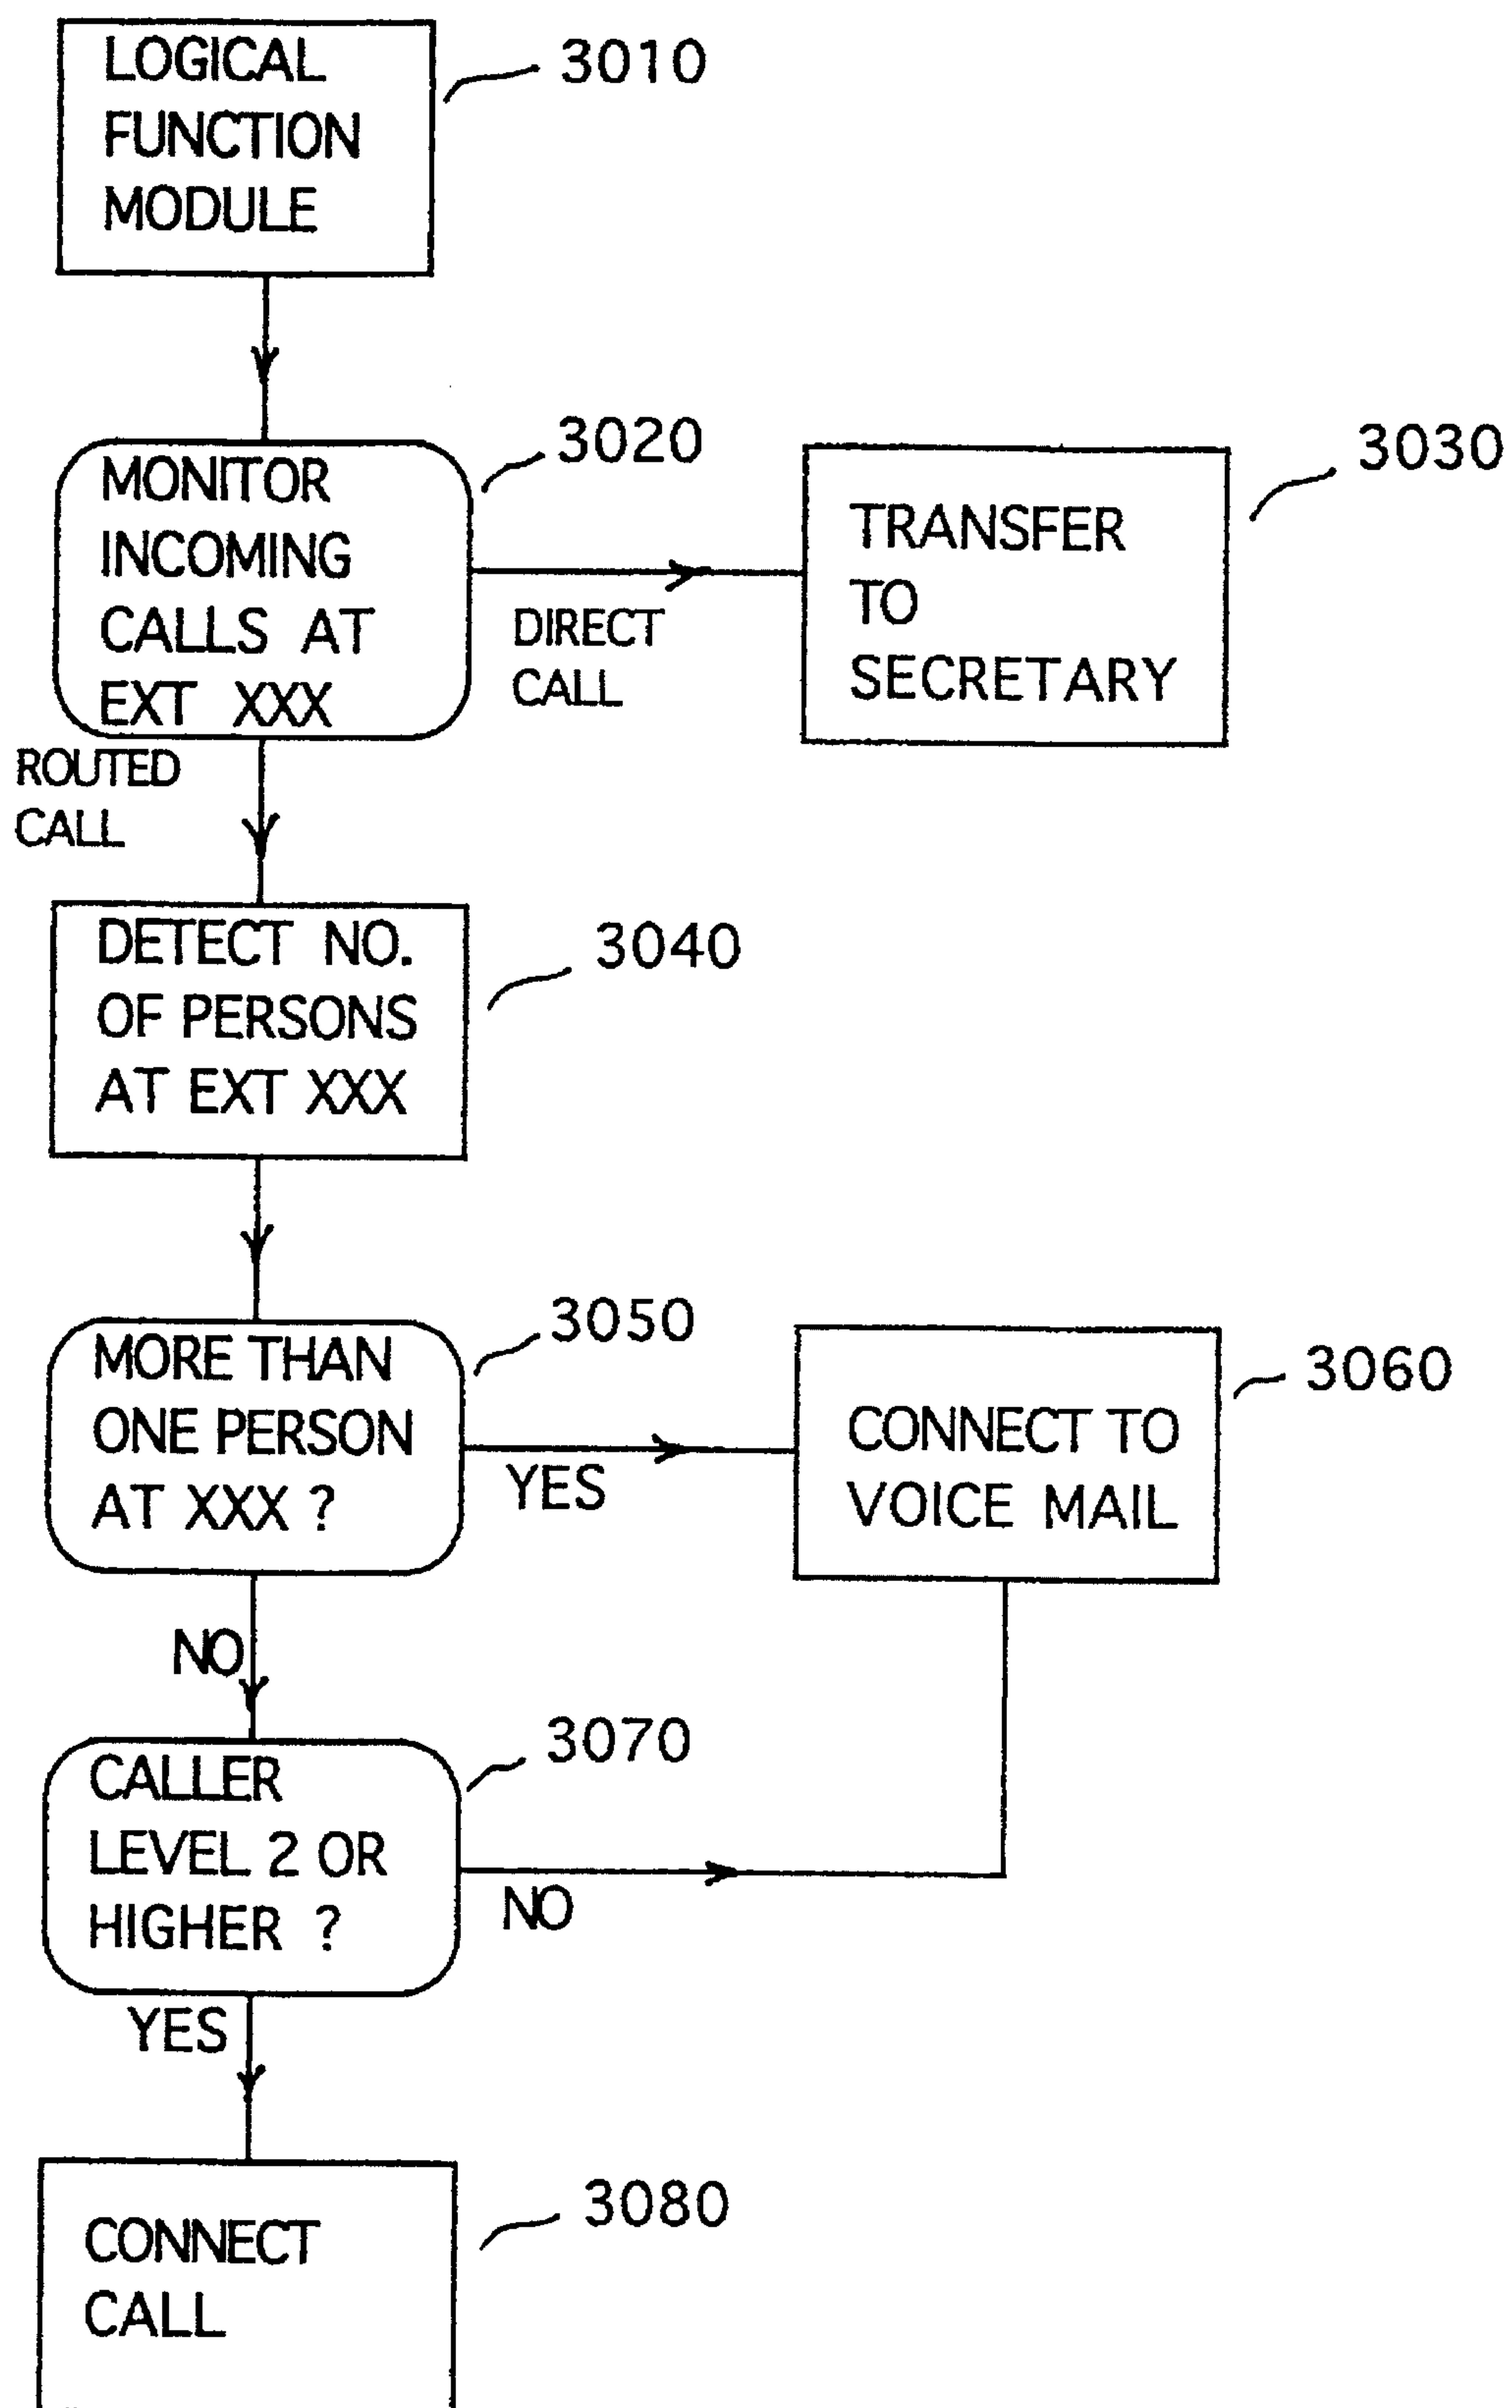 LOGICAL
FUNCTION
MODULE
3010
MONITOR
INCOMING
CALLS AT
EXT XXX
3020
DIRECT
CALL
TRANSFER
TO
SECRETARY
3030
ROUTED
CALL
DETECT NO.
OF PERSONS
AT EXT XXX
3040
MORE THAN
ONE PERSON
AT XXX ?
3050
YES
CONNECT TO
VOICE MAIL
3060
NO
CALLER
LEVEL 2 OR
HIGHER ?
3070
NO
YES
CONNECT
CALL
3080